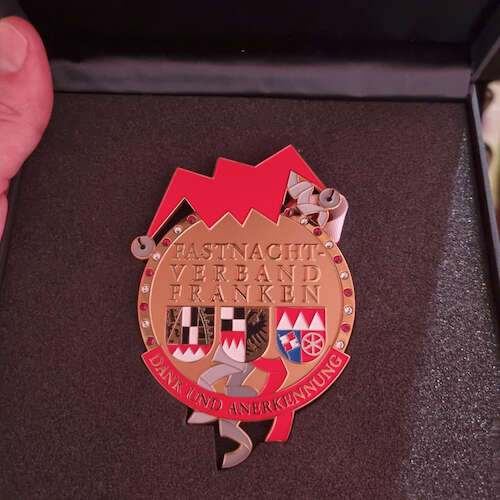 FASTNACHT-
VERBAND
FRANKEN
DANK UND ANERKENNUNG